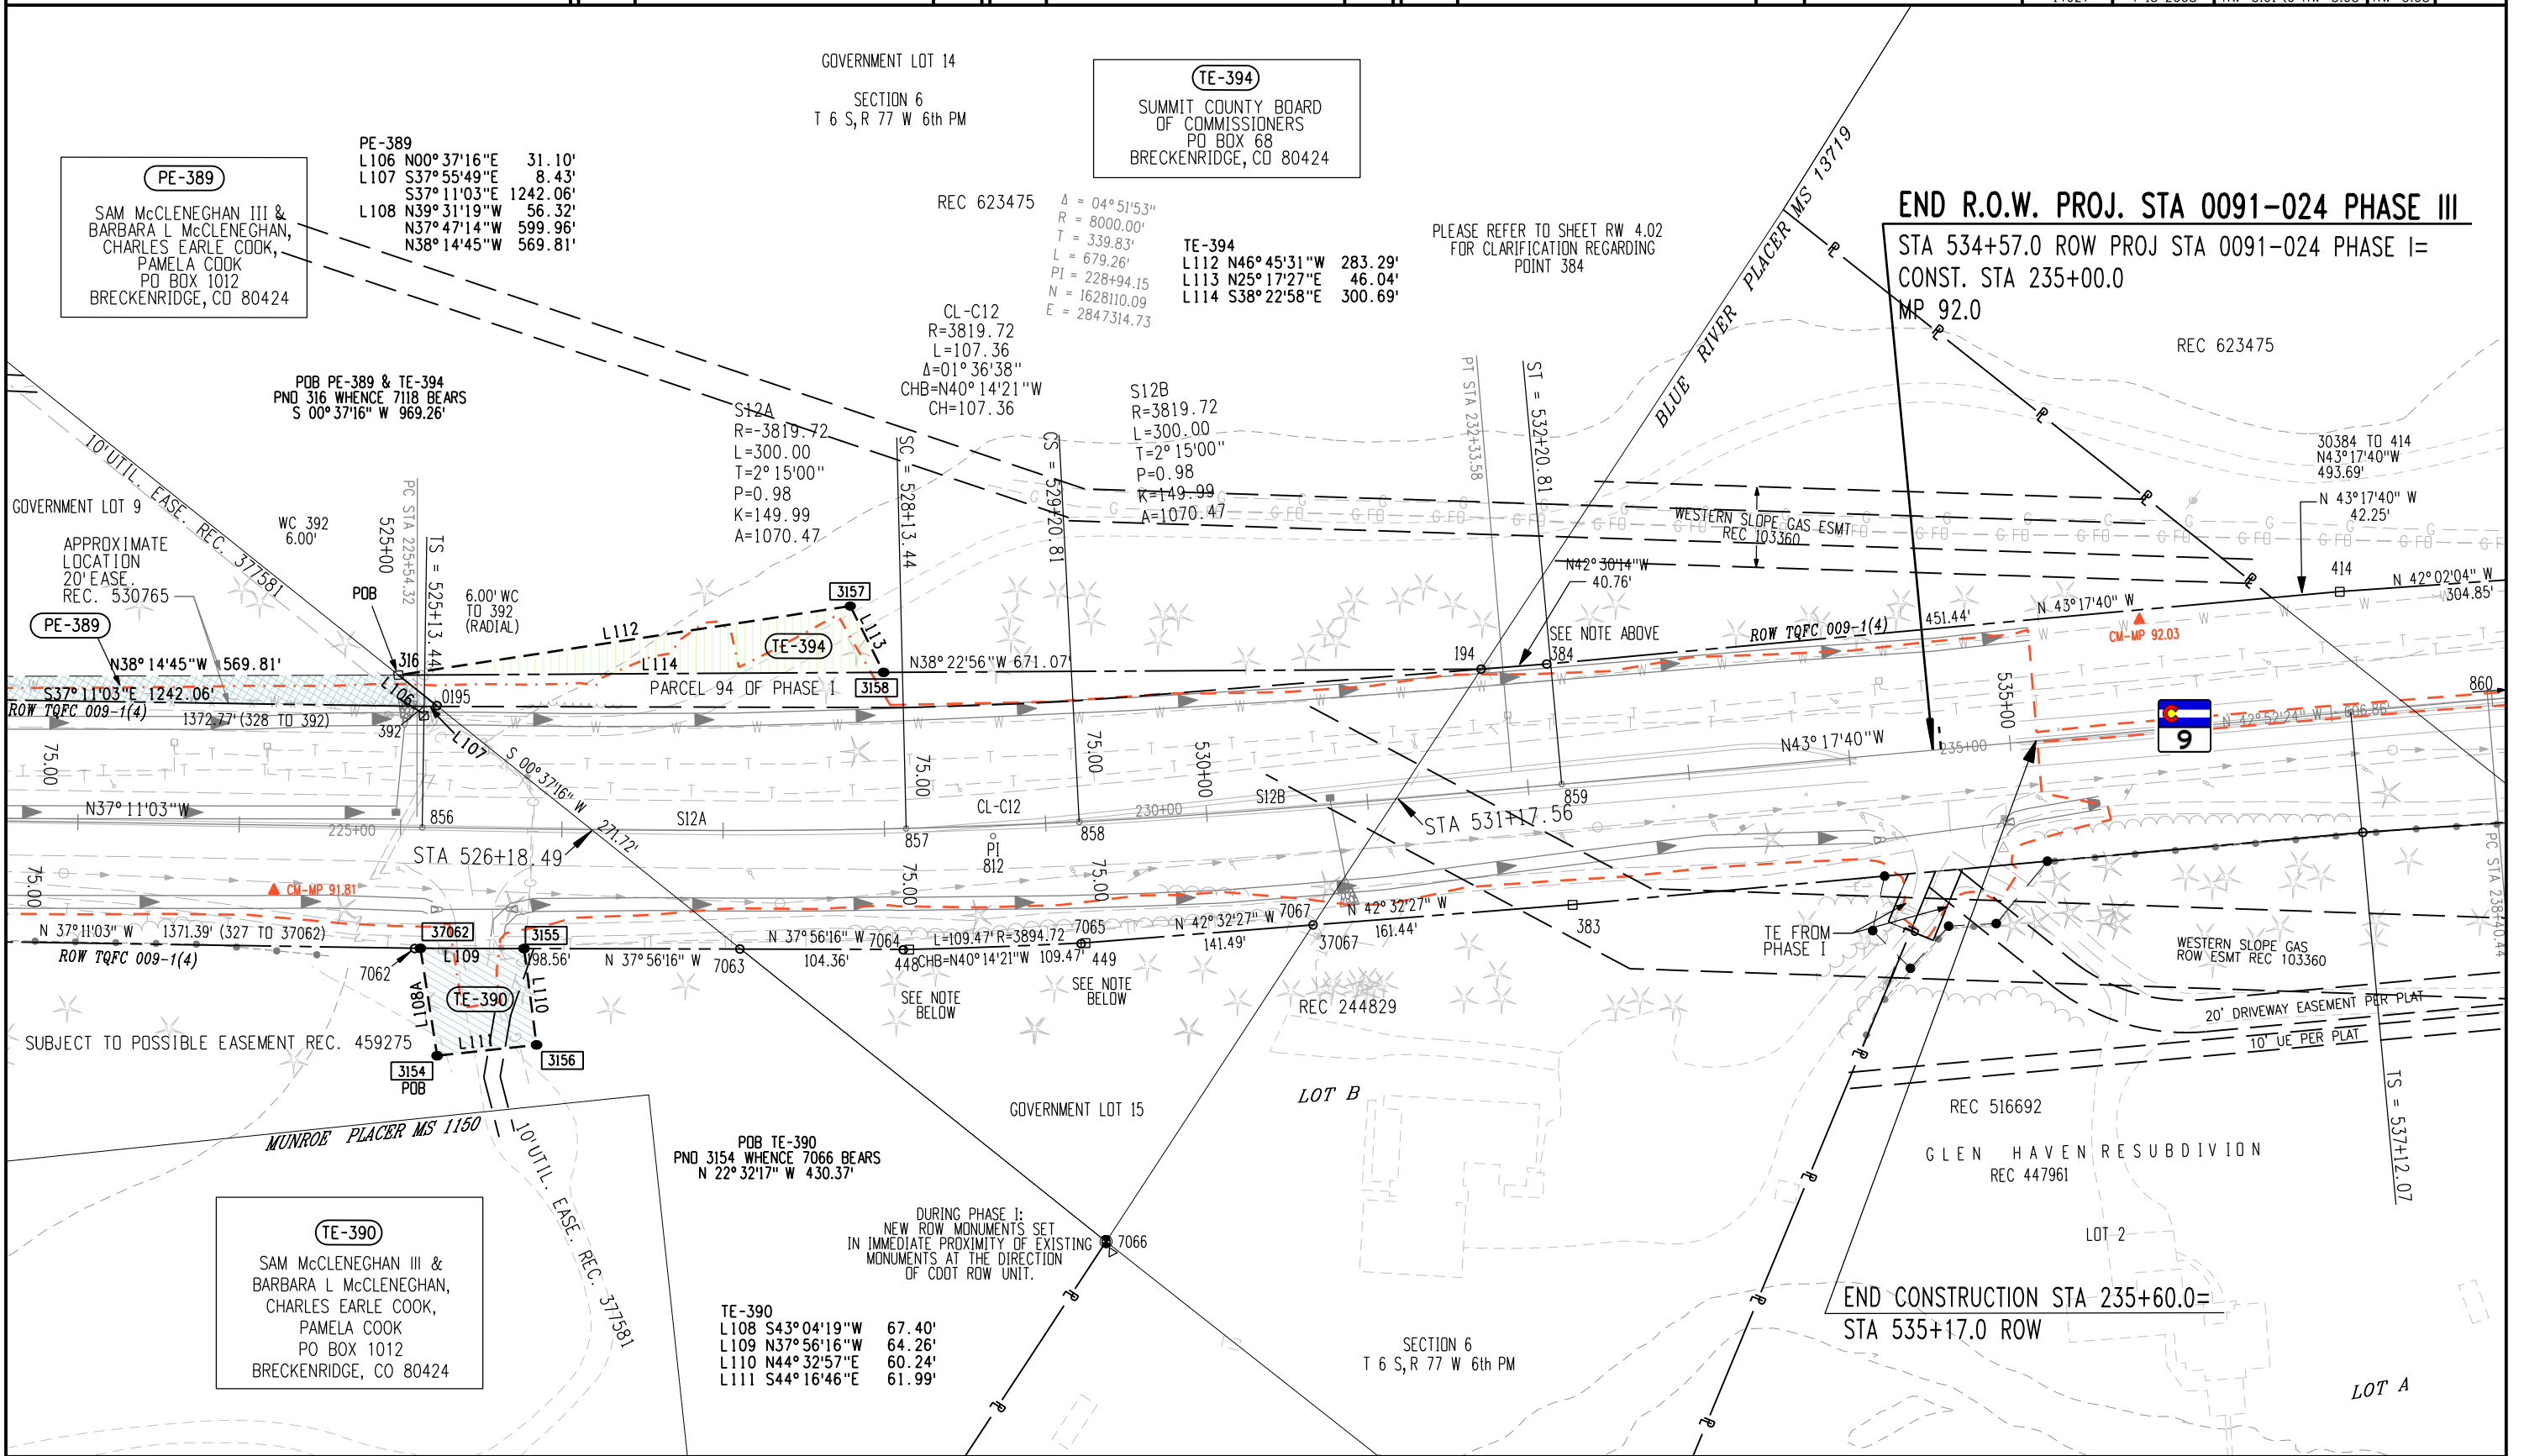 GOVERNMENT LOT 14
SECTION 6
T 6 S, R 77 W 6th PM
TE-394
SUMMIT COUNTY BOARD
OF COMMISSIONERS
PO BOX 68
BRECKENRIDGE, CO 80424
PE-389
SAM McCLENEGHAN III &
BARBARA L McCLENEGHAN,
CHARLES EARLE COOK,
PAMELA COOK
PO BOX 1012
BRECKENRIDGE, CO 80424
PE-389
L106 N00°37'16"E 31.10'
L107 S37°55'49"E 8.43'
S37°11'03"E 1242.06'
L108 N39°31'19"W 56.32'
N37°47'14"W 599.96'
N38°14'45"W 569.81'
REC 623475
Δ = 04°51'53"
R = 8000.00'
T = 339.83'
L = 679.26'
PI = 228+94.15
N = 1628110.09
E = 2847314.73
TE-394
L112 N46°45'31"W 283.29'
L113 N25°17'27"E 46.04'
L114 S38°22'58"E 300.69'
PLEASE REFER TO SHEET RW 4.02
FOR CLARIFICATION REGARDING
POINT 384
BLUE RIVER PLACER MS 13719
END R.O.W. PROJ. STA 0091-024 PHASE III
STA 534+57.0 ROW PROJ STA 0091-024 PHASE I=
CONST. STA 235+00.0
MP 92.0
REC 623475
CL-C12
R=3819.72
L=107.36
Δ=01°36'38"
CHB=N40°14'21"W
CH=107.36
POB PE-389 & TE-394
PNO 316 WHENCE 7118 BEARS
S 00°37'16" W 969.26'
S12A
R=-3819.72
L=300.00
T=2°15'00"
P=0.98
K=149.99
A=1070.47
S12B
R=3819.72
L=300.00
T=2°15'00"
P=0.98
K=149.99
A=1070.47
SC = 528+13.44
CS = 529+20.81
PT STA 232+33.58
ST = 532+20.81
30384 TO 414
N43°17'40"W
493.69'
N 43°17'40" W
42.25'
10'UTIL. EASE. REC. 377581
GOVERNMENT LOT 9
WC 392
6.00'
525+00
PC STA 225+54.32
TS = 525+13.44
APPROXIMATE
LOCATION
20'EASE.
REC. 530765
POB
6.00' WC
TO 392
(RADIAL)
WESTERN SLOPE GAS ESMT
REC 103360
N42°30'14"W
40.76'
414
N 42°02'04" W
304.85'
PE-389
N38°14'45"W 569.81'
316
L112
3157
L113
TE-394
L114
N38°22'56"W 671.07'
194
384
SEE NOTE ABOVE
ROW TQFC 009-1(4)
451.44'
N 43°17'40" W
CM-MP 92.03
S37°11'03"E 1242.06'
L106
0195
PARCEL 94 OF PHASE I
3158
ROW TQFC 009-1(4)
1372.77' (328 TO 392)
392
L107
535+00
860
9
N 42°52'24" W
75.00
S 00°37'16" W
271.72'
75.00
75.00
530+00
N43°17'40"W
235+00
N37°11'03"W
856
225+00
S12A
CL-C12
230+00
S12B
859
STA 526+18.49
857
PI
812
858
STA 531+17.56
75.00
CM-MP 91.81
75.00
75.00
PC STA 238+40.44
N 37°11'03" W
1371.39' (327 TO 37062)
37062
3155
ROW TQFC 009-1(4)
7062
L109
198.56'
N 37°56'16" W
7063
N 37°56'16" W
104.36'
7064
448
L=109.47' R=3894.72
CHB=N40°14'21"W 109.47'
7065
449
N 42°32'27" W
141.49'
7067
37067
N 42°32'27" W
161.44'
383
TE FROM
PHASE I
WESTERN SLOPE GAS
ROW ESMT REC 103360
L108A
TE-390
L110
SEE NOTE
BELOW
SEE NOTE
BELOW
REC 244829
20' DRIVEWAY EASEMENT PER PLAT
10' UE PER PLAT
SUBJECT TO POSSIBLE EASEMENT REC. 459275
L111
3154
POB
3156
LOT B
GOVERNMENT LOT 15
REC 516692
TS = 537+12.07
MUNROE PLACER MS 1150
10'UTIL. EASE. REC. 377581
POB TE-390
PNO 3154 WHENCE 7066 BEARS
N 22°32'17" W 430.37'
GLEN HAVEN RESUBDIVION
REC 447961
TE-390
SAM McCLENEGHAN III &
BARBARA L McCLENEGHAN,
CHARLES EARLE COOK,
PAMELA COOK
PO BOX 1012
BRECKENRIDGE, CO 80424
DURING PHASE I:
NEW ROW MONUMENTS SET
IN IMMEDIATE PROXIMITY OF EXISTING
MONUMENTS AT THE DIRECTION
OF CDOT ROW UNIT.
7066
LOT 2
TE-390
L108 S43°04'19"W 67.40'
L109 N37°56'16"W 64.26'
L110 N44°32'57"E 60.24'
L111 S44°16'46"E 61.99'
END CONSTRUCTION STA 235+60.0=
STA 535+17.0 ROW
SECTION 6
T 6 S, R 77 W 6th PM
LOT A